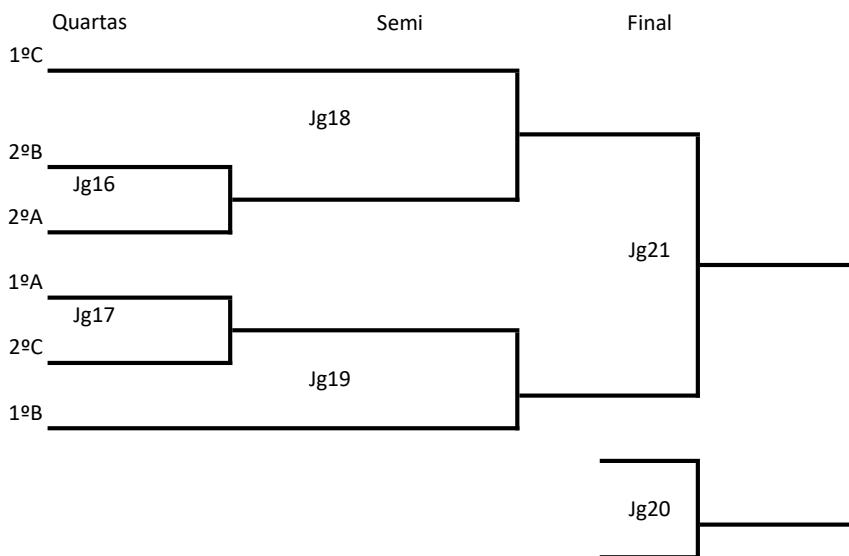 Quartas Semi Final
1ºC
Jg18
2ºB
Jg16
2ºA
Jg21
1ºA
Jg17
2ºC
Jg19
1ºB
Jg20